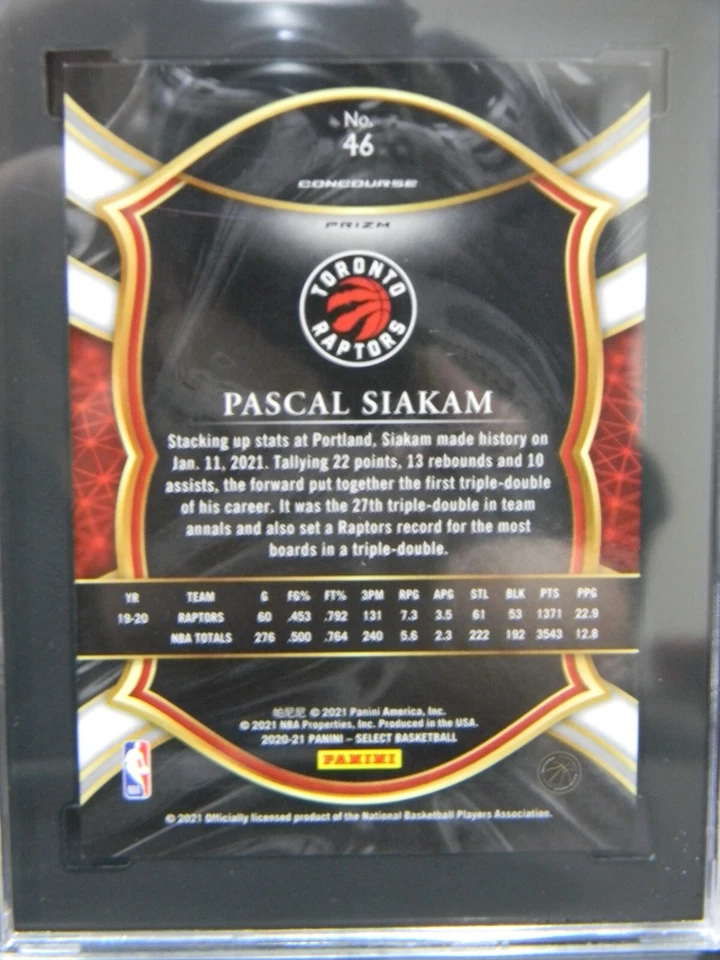 No.
46
CONCOURSE
PRIZM
TORONTO
RAPTORS
PASCAL SIAKAM
Stacking up stats at Portland, Siakam made history on
Jan. 11, 2021. Tallying 22 points, 13 rebounds and 10
assists, the forward put together the first triple-double
of his career. It was the 27th triple-double in team
annals and also set a Raptors record for the most
boards in a triple-double.
YR TEAM G FG% FT% 3PM RPG APG STL BLK PTS PPG
19-20 RAPTORS 60 .453 .792 131 7.3 3.5 61 53 1371 22.9
NBA TOTALS 276 .500 .764 240 5.6 2.3 222 192 3543 12.8
帕尼尼 © 2021 Panini America, Inc.
© 2021 NBA Properties, Inc. Produced in the USA.
2020-21 PANINI – SELECT BASKETBALL
PANINI
NBA
© 2021 Officially licensed product of the National Basketball Players Association.